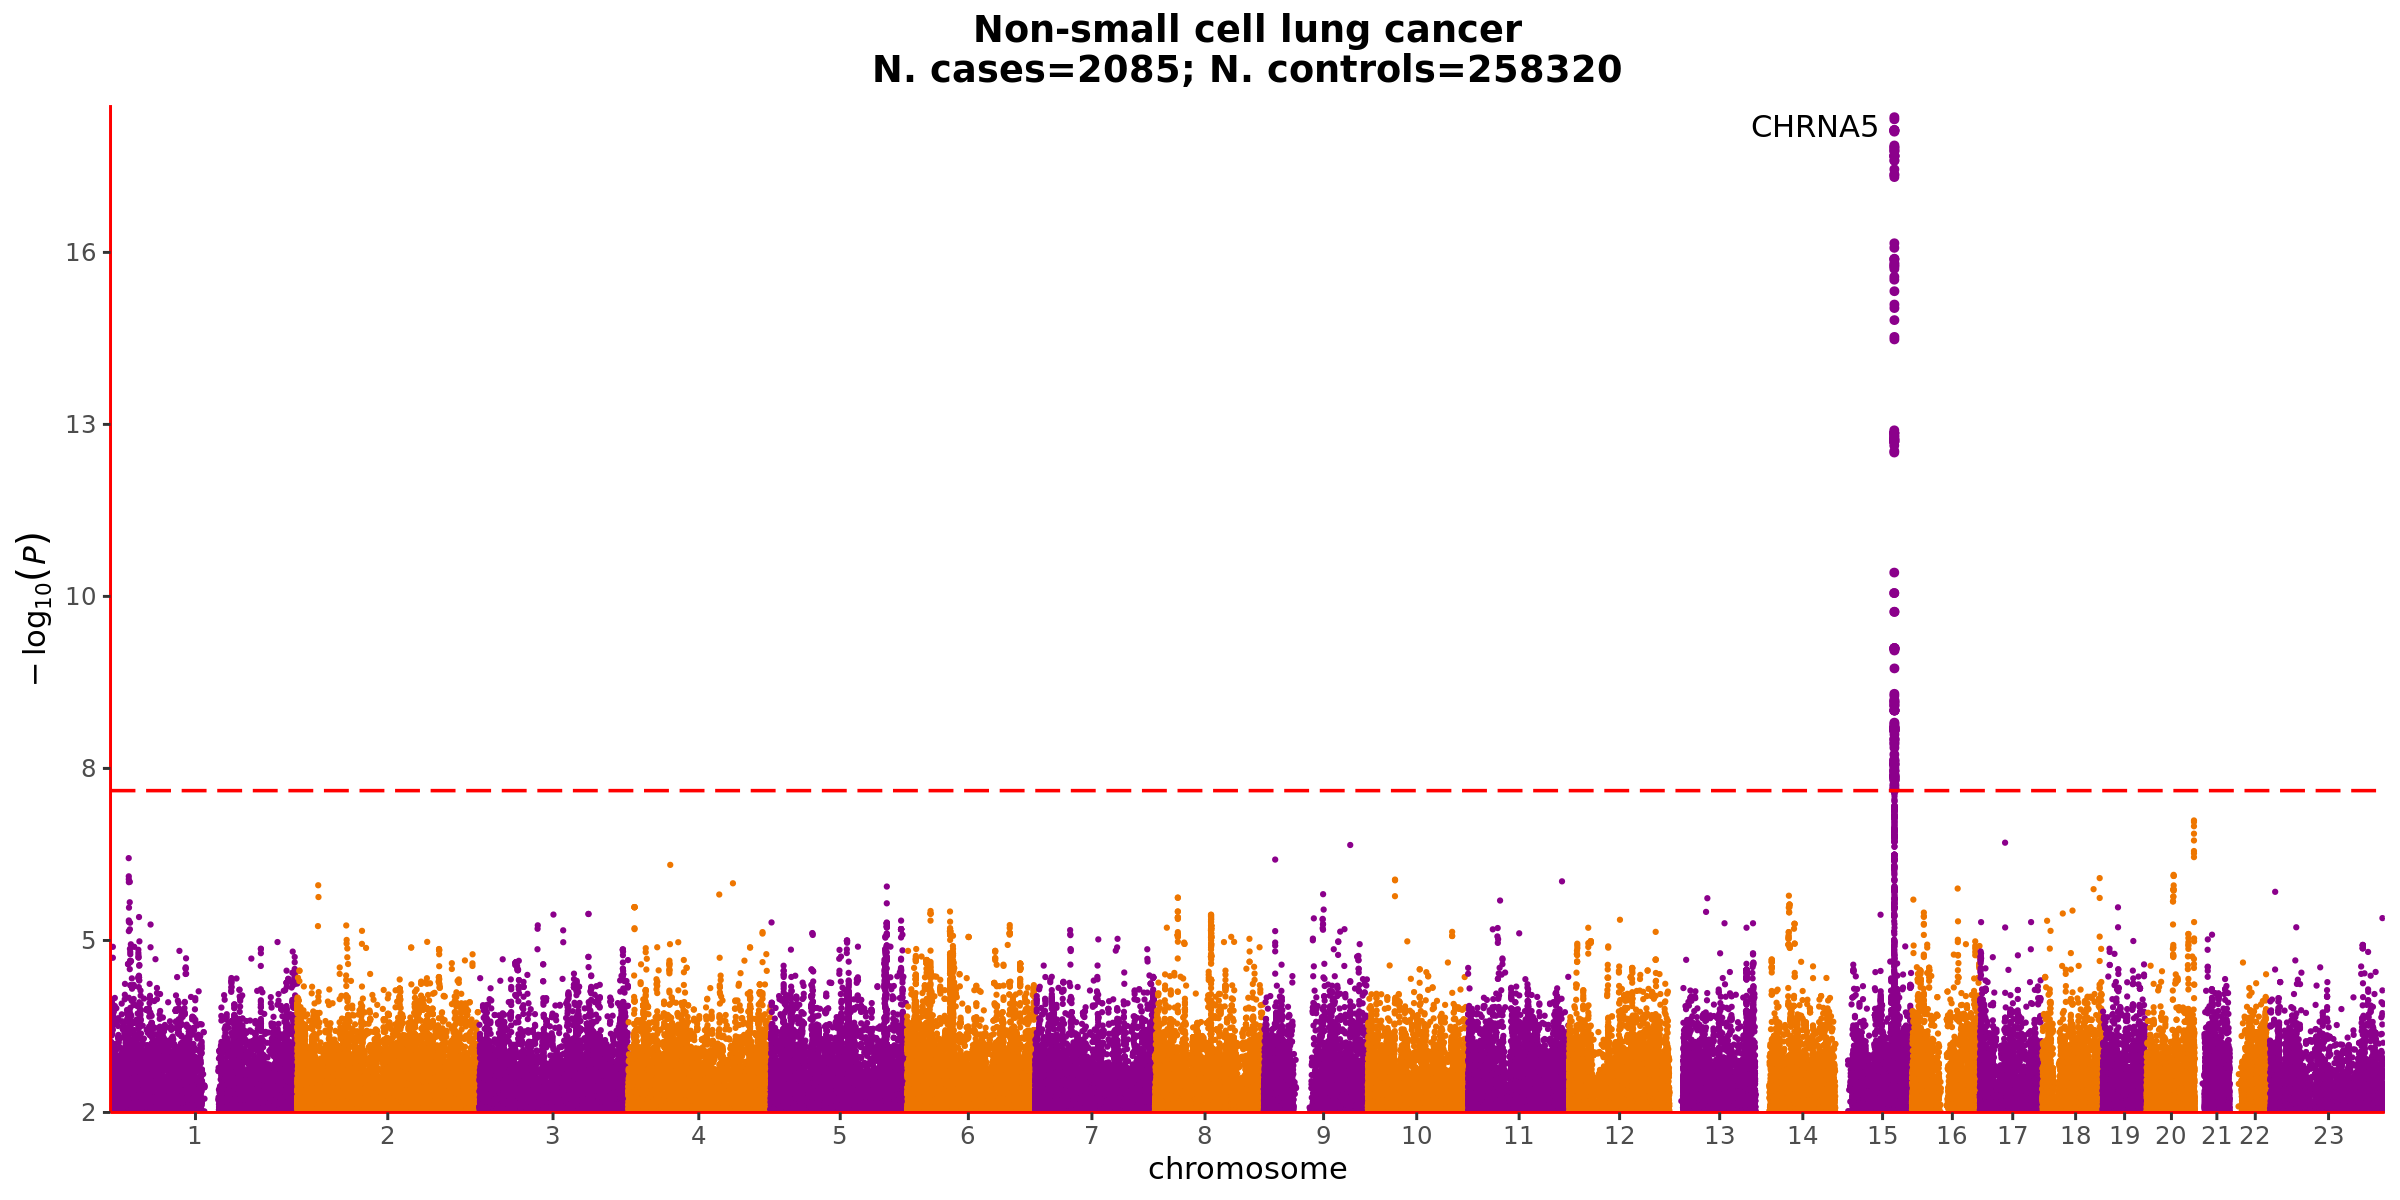 Non-small cell lung cancer
N. cases=2085; N. controls=258320
CHRNA5
16
13
10
8
5
2
−log10(P)
1 2 3 4 5 6 7 8 9 10 11 12 13 14 15 16 17 18 19 20 21 22 23
chromosome